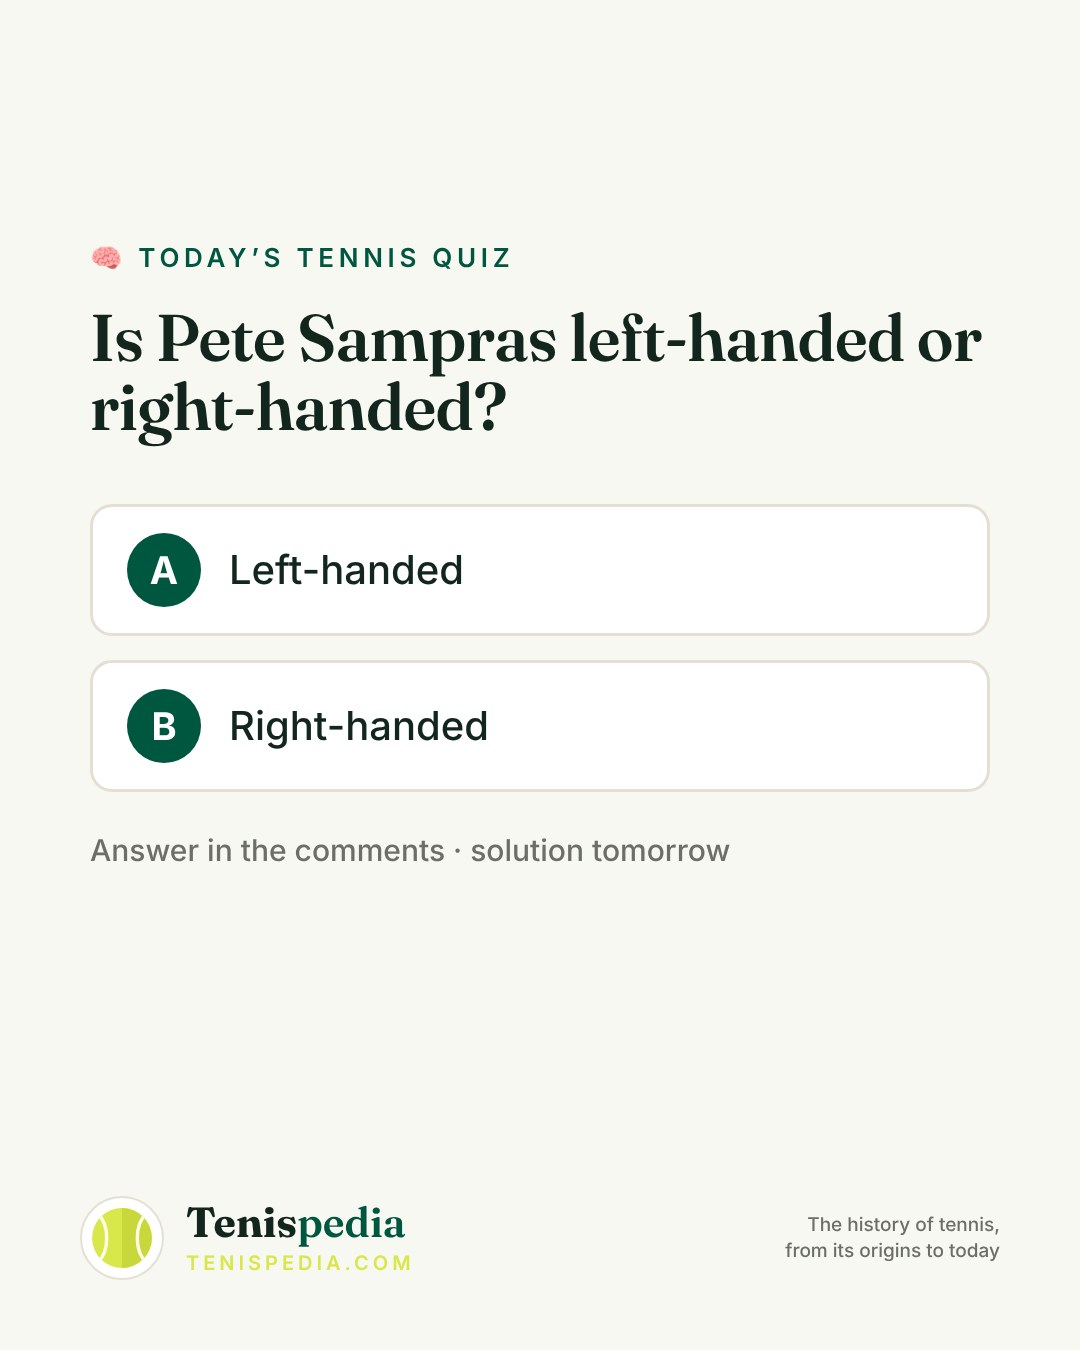 🧠 TODAY’S TENNIS QUIZ
Is Pete Sampras left-handed or
right-handed?
A Left-handed
B Right-handed
Answer in the comments · solution tomorrow
Tenispedia
TENISPEDIA.COM
The history of tennis,
from its origins to today